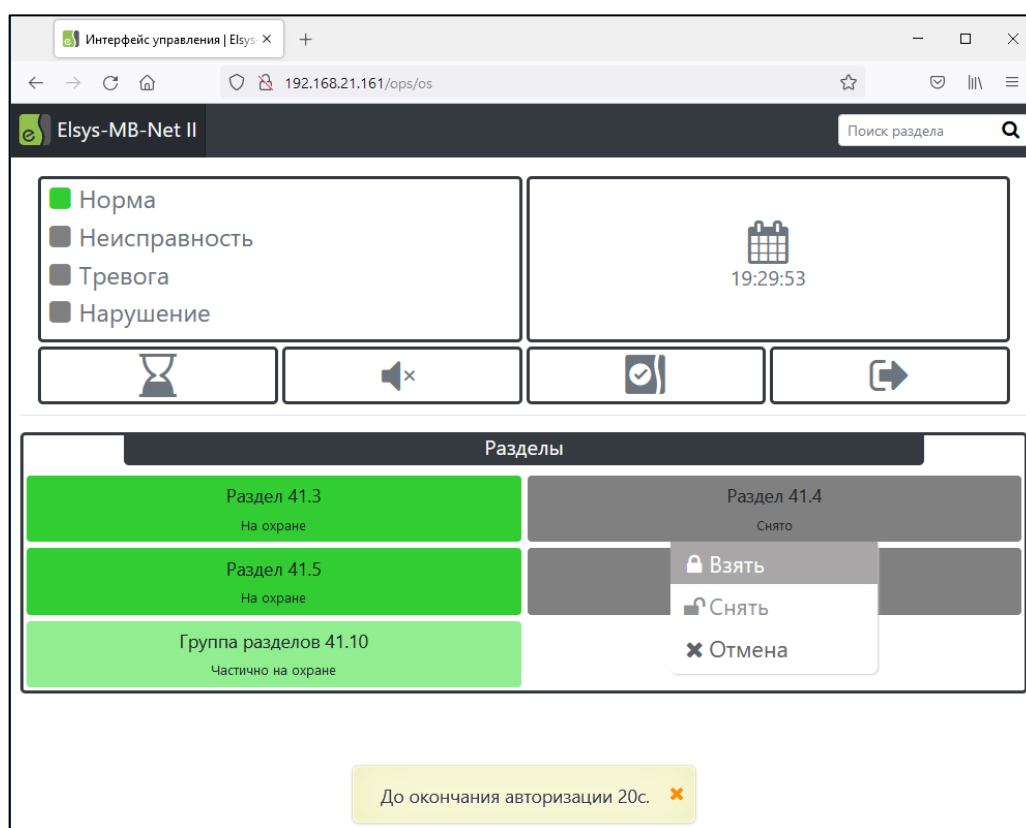 Интерфейс управления | Elsys-
192.168.21.161/ops/os
Elsys-MB-Net II
Поиск раздела
Норма
Неисправность
Тревога
Нарушение
19:29:53
Разделы
Раздел 41.3
На охране
Раздел 41.4
Снято
Раздел 41.5
На охране
Взять
Снять
Отмена
Группа разделов 41.10
Частично на охране
До окончания авторизации 20с.